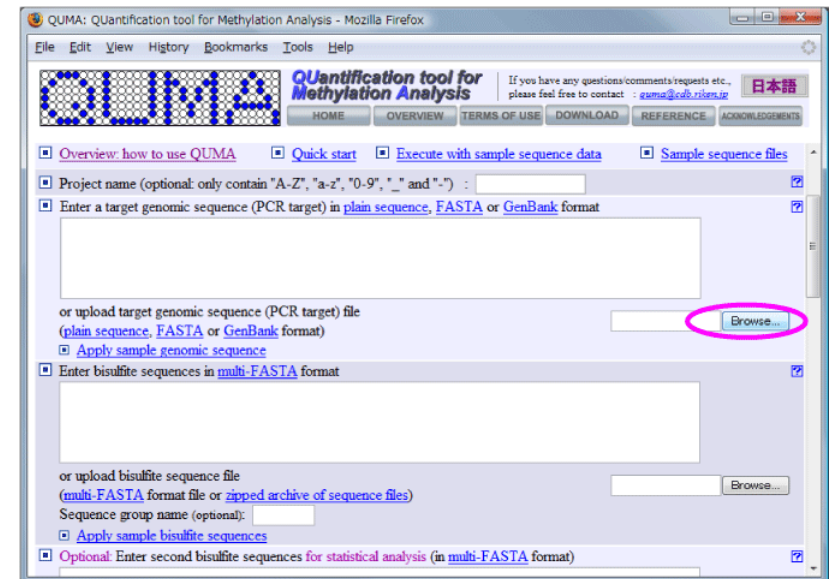 QUMA: QUantification tool for Methylation Analysis - Mozilla Firefox
File Edit View History Bookmarks Tools Help
QUMA
QUantification tool for
Methylation Analysis
If you have any questions/comments/requests etc.,
please feel free to contact : quma@cdb.riken.jp
日本語
HOME OVERVIEW TERMS OF USE DOWNLOAD REFERENCE ACKNOWLEDGEMENTS
Overview: how to use QUMA Quick start Execute with sample sequence data Sample sequence files
Project name (optional: only contain "A-Z", "a-z", "0-9", "_" and "-") : ?
Enter a target genomic sequence (PCR target) in plain sequence, FASTA or GenBank format ?
or upload target genomic sequence (PCR target) file
(plain sequence, FASTA or GenBank format)
Browse...
Apply sample genomic sequence
Enter bisulfite sequences in multi-FASTA format ?
or upload bisulfite sequence file
(multi-FASTA format file or zipped archive of sequence files)
Browse...
Sequence group name (optional):
Apply sample bisulfite sequences
Optional: Enter second bisulfite sequences for statistical analysis (in multi-FASTA format) ?